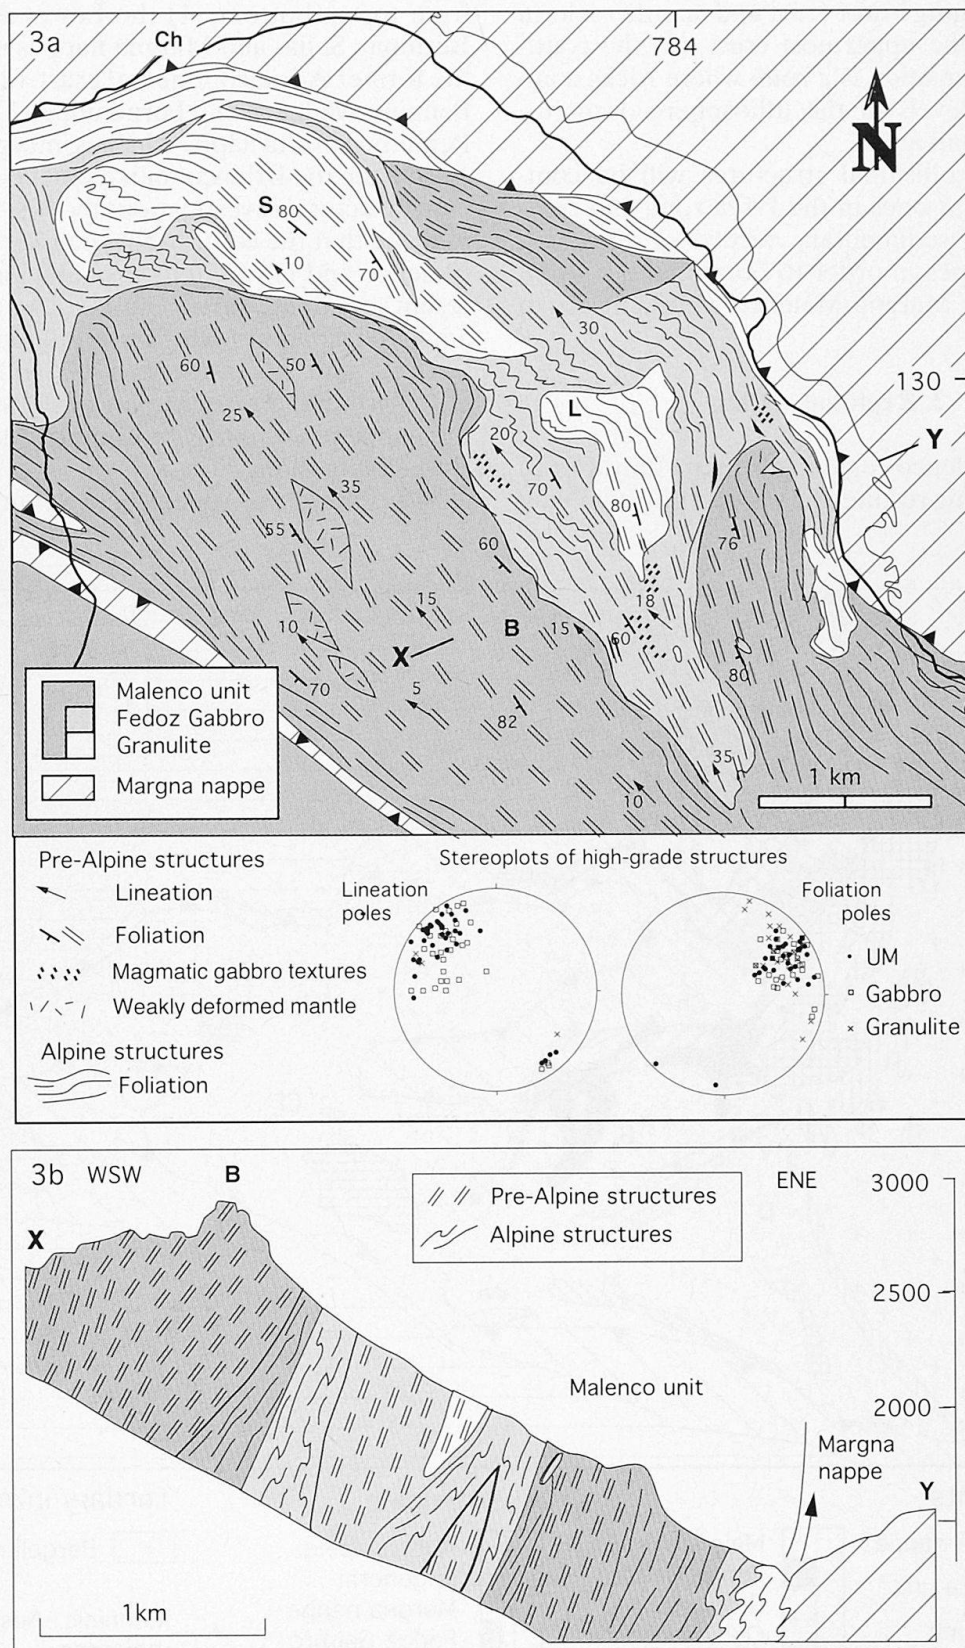 3a
Ch
784
N
S
80
10
70
30
130
60
50
25
L
20
Y
35
70
80
55
60
76
15
18
10
B
15
X
60
80
70
5
82
35
10
1 km
Malenco unit
Fedoz Gabbro
Granulite
Margna nappe
Pre-Alpine structures
Lineation
Foliation
Magmatic gabbro textures
Weakly deformed mantle
Alpine structures
Foliation
Stereoplots of high-grade structures
Lineation
poles
Foliation
poles
UM
Gabbro
Granulite
3b WSW B ENE 3000
Pre-Alpine structures
Alpine structures
X
2500
Malenco unit
2000
Margna
nappe
Y
1km